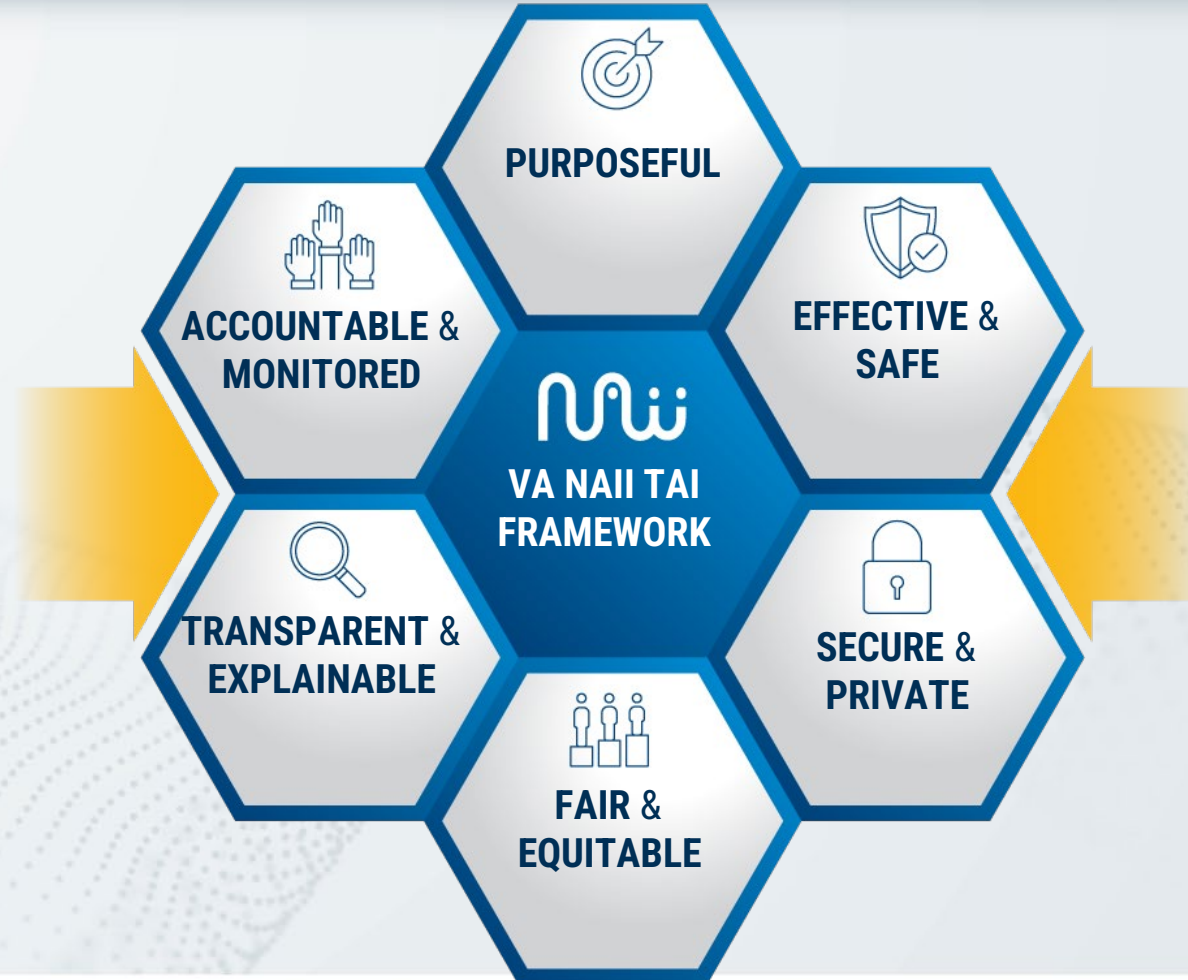 PURPOSEFUL
ACCOUNTABLE &
MONITORED
EFFECTIVE &
SAFE
VA NAII TAI
FRAMEWORK
TRANSPARENT &
EXPLAINABLE
SECURE &
PRIVATE
FAIR &
EQUITABLE